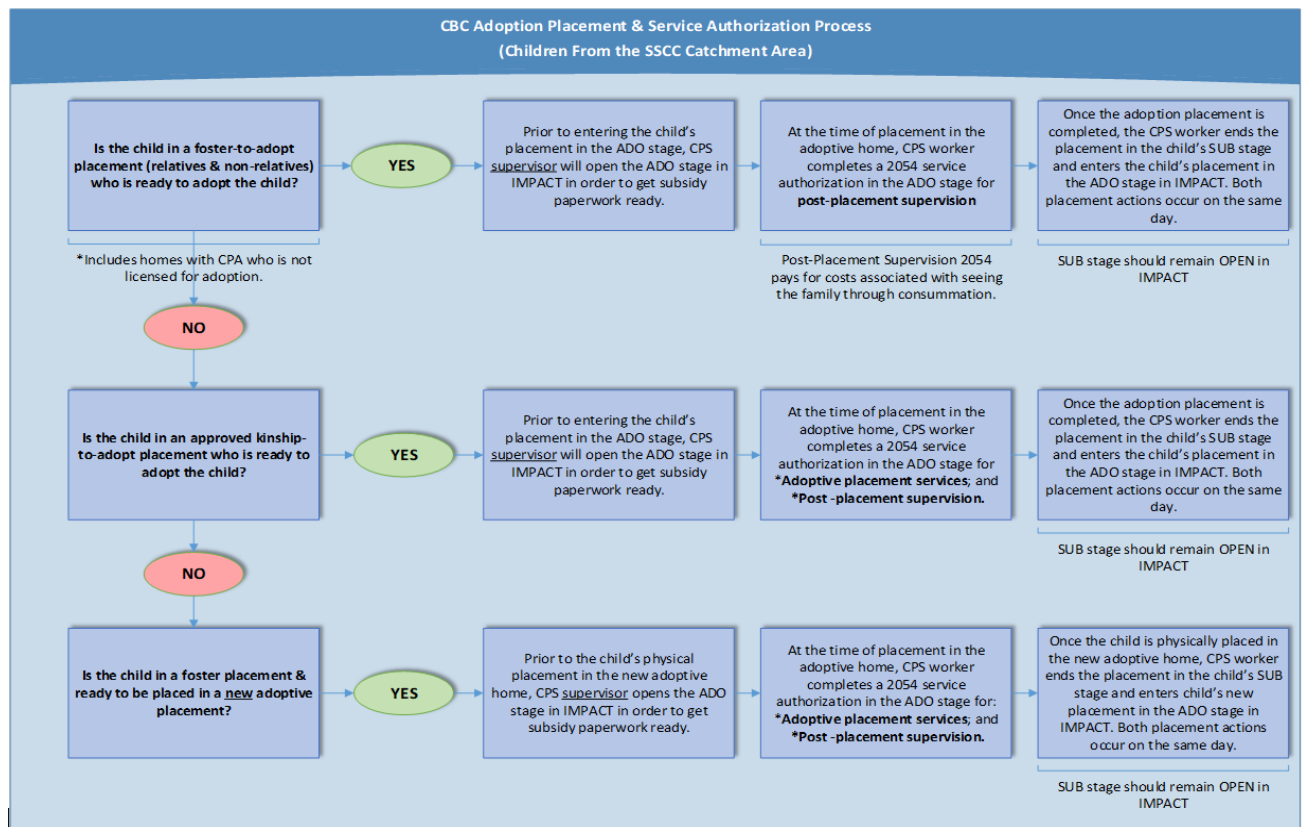 CBC Adoption Placement & Service Authorization Process
(Children From the SSCC Catchment Area)
Is the child in a foster-to-adopt
placement (relatives & non-relatives)
who is ready to adopt the child?
YES
Prior to entering the child's
placement in the ADO stage, CPS
supervisor will open the ADO stage in
IMPACT in order to get subsidy
paperwork ready.
At the time of placement in the
adoptive home, CPS worker
completes a 2054 service
authorization in the ADO stage for
post-placement supervision
Once the adoption placement is
completed, the CPS worker ends the
placement in the child's SUB stage
and enters the child's placement in
the ADO stage in IMPACT. Both
placement actions occur on the same
day.
*Includes homes with CPA who is not
licensed for adoption.
Post-Placement Supervision 2054
pays for costs associated with seeing
the family through consummation.
SUB stage should remain OPEN in
IMPACT
NO
Is the child in an approved kinship-
to-adopt placement who is ready to
adopt the child?
YES
Prior to entering the child's
placement in the ADO stage, CPS
supervisor will open the ADO stage in
IMPACT in order to get subsidy
paperwork ready.
At the time of placement in the
adoptive home, CPS worker
completes a 2054 service
authorization in the ADO stage for
*Adoptive placement services; and
*Post -placement supervision.
Once the adoption placement is
completed, the CPS worker ends the
placement in the child's SUB stage
and enters the child's placement in
the ADO stage in IMPACT. Both
placement actions occur on the same
day.
SUB stage should remain OPEN in
IMPACT
NO
Is the child in a foster placement &
ready to be placed in a new adoptive
placement?
YES
Prior to the child's physical
placement in the new adoptive
home, CPS supervisor opens the ADO
stage in IMPACT in order to get
subsidy paperwork ready.
At the time of placement in the
adoptive home, CPS worker
completes a 2054 service
authorization in the ADO stage for:
*Adoptive placement services; and
*Post -placement supervision.
Once the child is physically placed in
the new adoptive home, CPS worker
ends the placement in the child's SUB
stage and enters child's new
placement in the ADO stage in
IMPACT. Both placement actions
occur on the same day.
SUB stage should remain OPEN in
IMPACT